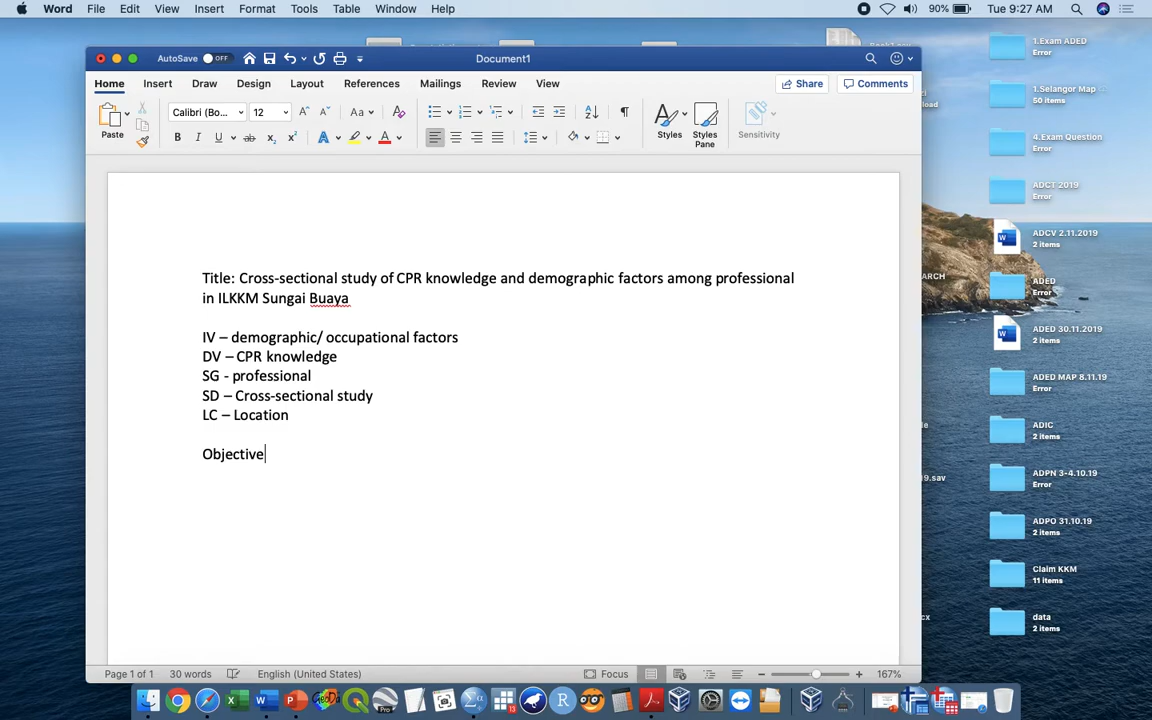 Word File Edit View Insert Format Tools Table Window Help 90% Tue 9:27 AM
AutoSave OFF Document1
Home Insert Draw Design Layout References Mailings Review View Share Comments
Paste Calibri (Bo... 12 Aa Styles Styles Pane Sensitivity
Title: Cross-sectional study of CPR knowledge and demographic factors among professional
in ILKKM Sungai Buaya
IV – demographic/ occupational factors
DV – CPR knowledge
SG - professional
SD – Cross-sectional study
LC – Location
Objective
Page 1 of 1 30 words English (United States) Focus 167%
1.Exam ADED
Error
1.Selangor Map
50 items
4.Exam Question
Error
ADCT 2019
Error
ADCV 2.11.2019
2 items
ADED
Error
ADED 30.11.2019
2 items
ADED MAP 8.11.19
Error
ADIC
2 items
ADPN 3-4.10.19
Error
ADPO 31.10.19
2 items
Claim KKM
11 items
data
2 items